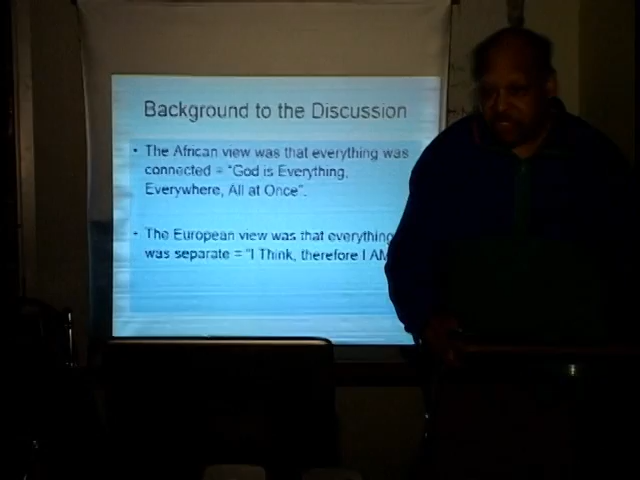 Background to the Discussion
• The African view was that everything was
connected = "God is Everything,
Everywhere, All at Once".
• The European view was that everything
was separate = "I Think, therefore I AM